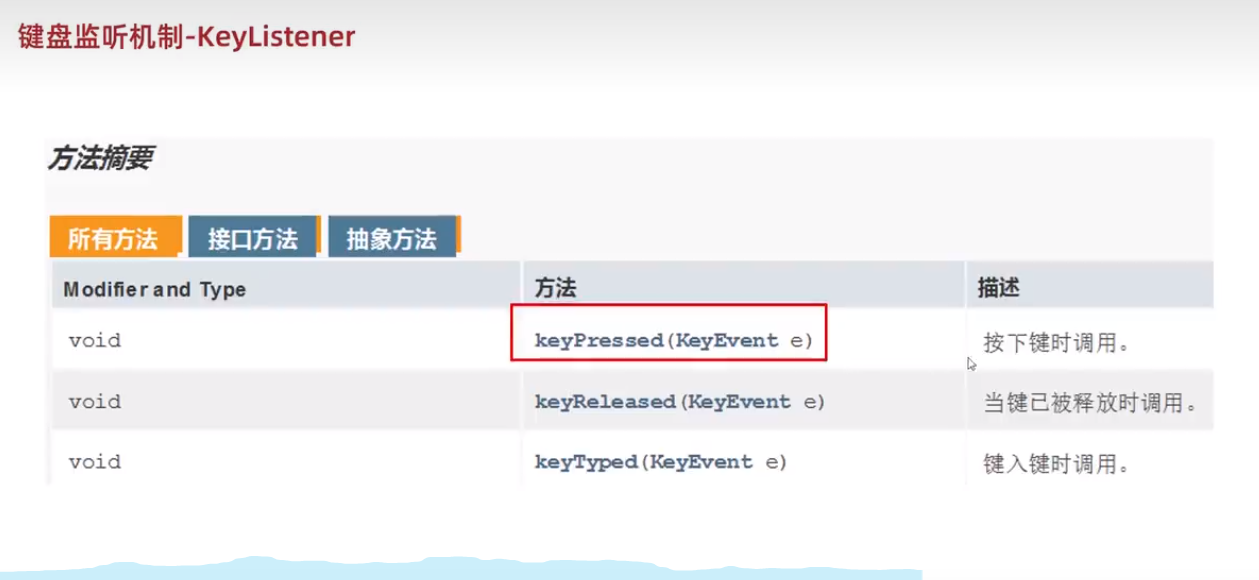 键盘监听机制-KeyListener
方法摘要
所有方法 接口方法 抽象方法
Modifier and Type 方法 描述
void keyPressed(KeyEvent e) 按下键时调用。
void keyReleased(KeyEvent e) 当键已被释放时调用。
void keyTyped(KeyEvent e) 键入键时调用。